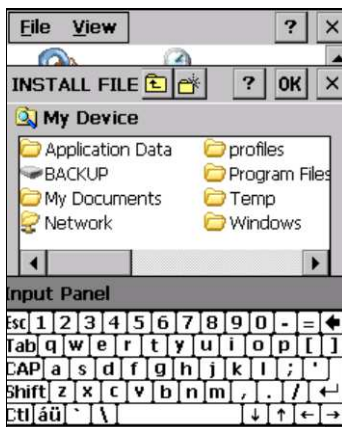 File View ? ×
INSTALL FILE ? OK ×
My Device
Application Data profiles
BACKUP Program Files
My Documents Temp
Network Windows
Input Panel
Esc 1 2 3 4 5 6 7 8 9 0 - =
Tab q w e r t y u i o p [ ]
CAP a s d f g h j k l ; '
Shift z x c v b n m , . /
Ctl áü ` \